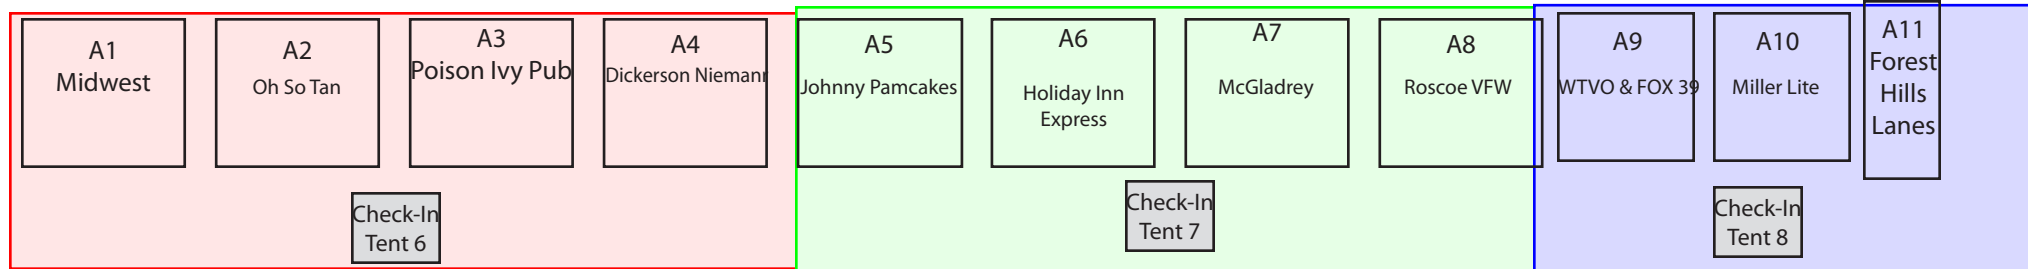 A1
Midwest
A2
Oh So Tan
A3
Poison Ivy Pub
A4
Dickerson Nieman
A5
Johnny Pamcakes
A6
Holiday Inn
Express
A7
McGladrey
A8
Roscoe VFW
A9
WTVO & FOX 39
A10
Miller Lite
A11
Forest
Hills
Lanes
Check-In
Tent 6
Check-In
Tent 7
Check-In
Tent 8